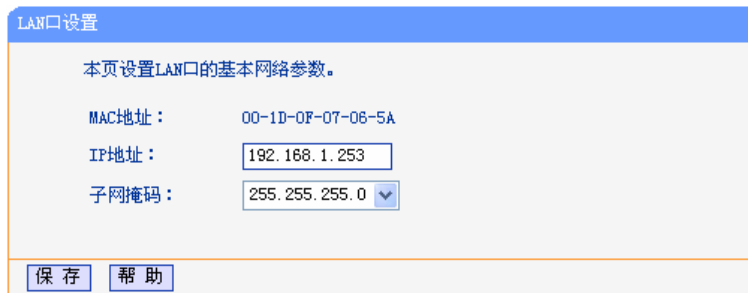 LAN口设置
本页设置LAN口的基本网络参数。
MAC地址： 00-1D-0F-07-06-5A
IP地址： 192.168.1.253
子网掩码： 255.255.255.0
保 存 帮 助